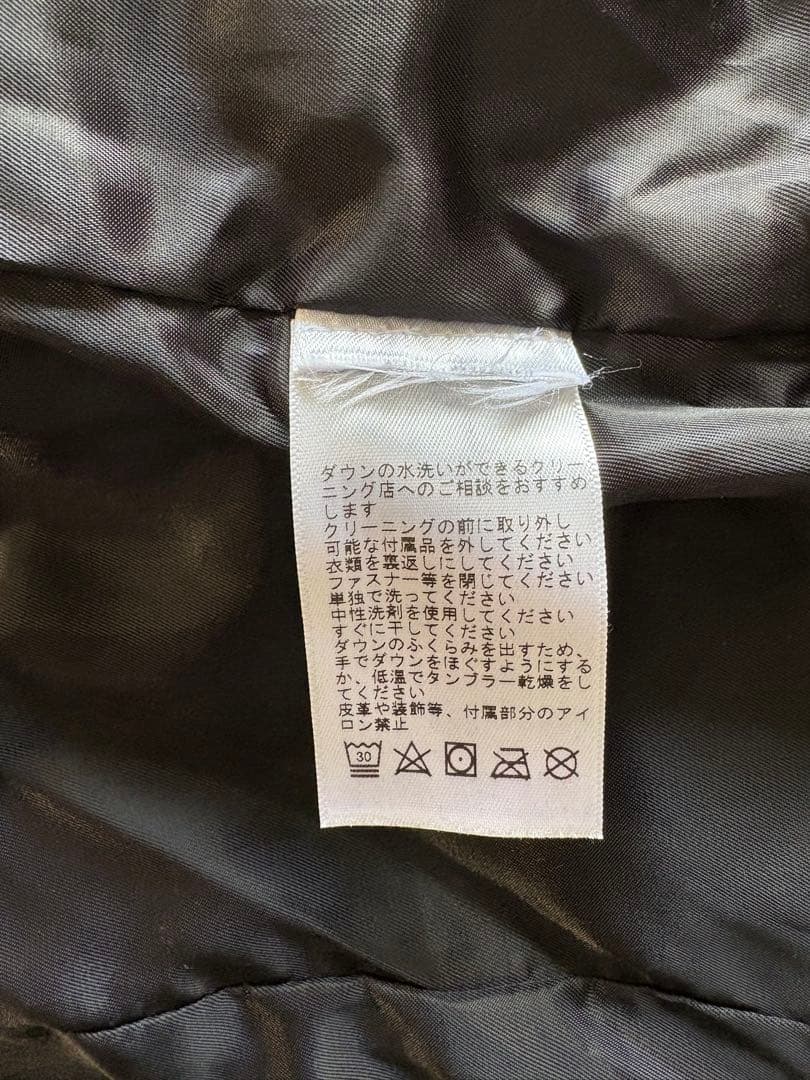 ダウンの水洗いができるクリー
ニング店へのご相談をおすすめ
します
クリーニングの前に取り外し
可能な付属品を外してください
衣類を裏返しにしてください
ファスナー等を閉じてください
単独で洗ってください
中性洗剤を使用してください
すぐに干してください
ダウンのふくらみを出すため、
手でダウンをほぐすようにする
か、低温でタンブラー乾燥をし
てください
皮革や装飾等、付属部分のアイ
ロン禁止
30